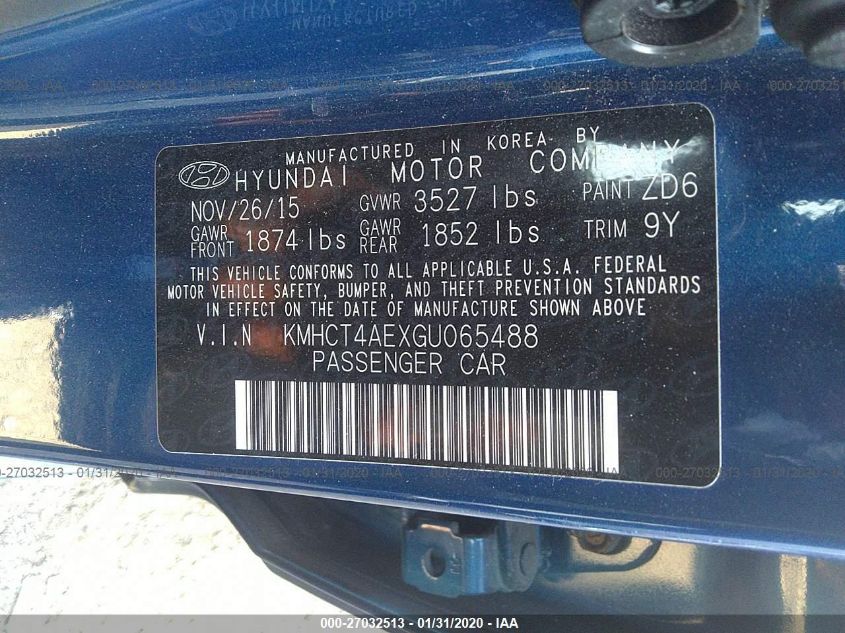 MANUFACTURED IN KOREA BY
HYUNDAI MOTOR COMPANY
NOV/26/15 GVWR 3527 lbs PAINT ZD6
GAWR FRONT 1874 lbs GAWR REAR 1852 lbs TRIM 9Y
THIS VEHICLE CONFORMS TO ALL APPLICABLE U.S.A. FEDERAL
MOTOR VEHICLE SAFETY, BUMPER, AND THEFT PREVENTION STANDARDS
IN EFFECT ON THE DATE OF MANUFACTURE SHOWN ABOVE
V.I.N KMHCT4AEXGU065488
PASSENGER CAR
000-27032513 - 01/31/2020 - IAA